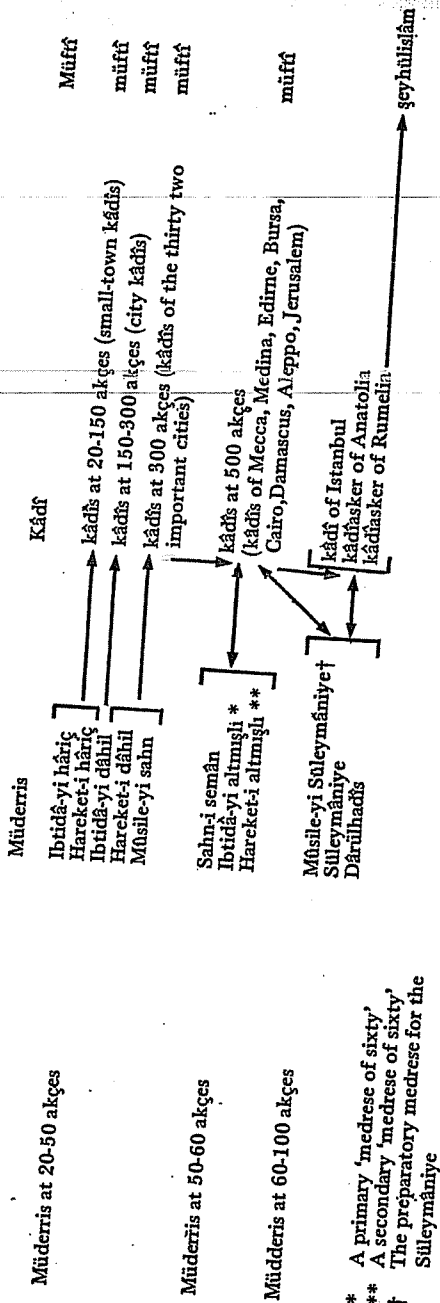 Müderris
Kâdî
Müftî
Müderris at 20-50 akçes
Ibtidâ-yi hâriç
Hareket-i hâriç
Ibtidâ-yi dâhil
Hareket-i dâhil
Mûsile-yi sahn
kâdîs at 20-150 akçes (small-town kâdîs)
kâdîs at 150-300 akçes (city kâdîs)
kâdîs at 300 akçes (kâdîs of the thirty two
important cities)
müftî
müftî
müftî
Müderris at 50-60 akçes
Sahn-i semân
Ibtidâ-yi altmışli *
Hareket-i altmışlı **
kâdîs at 500 akçes
(kâdîs of Mecca, Medina, Edirne, Bursa,
Cairo,Damascus, Aleppo, Jerusalem)
müftî
Müdderis at 60-100 akçes
Mûsile-yi Süleymâniye†
Süleymâniye
Dârülhadîs
kâdî of Istanbul
kâdîasker of Anatolia
kâdîasker of Rumelia
şeyhülislâm
* A primary 'medrese of sixty'
** A secondary 'medrese of sixty'
† The preparatory medrese for the
Süleymâniye